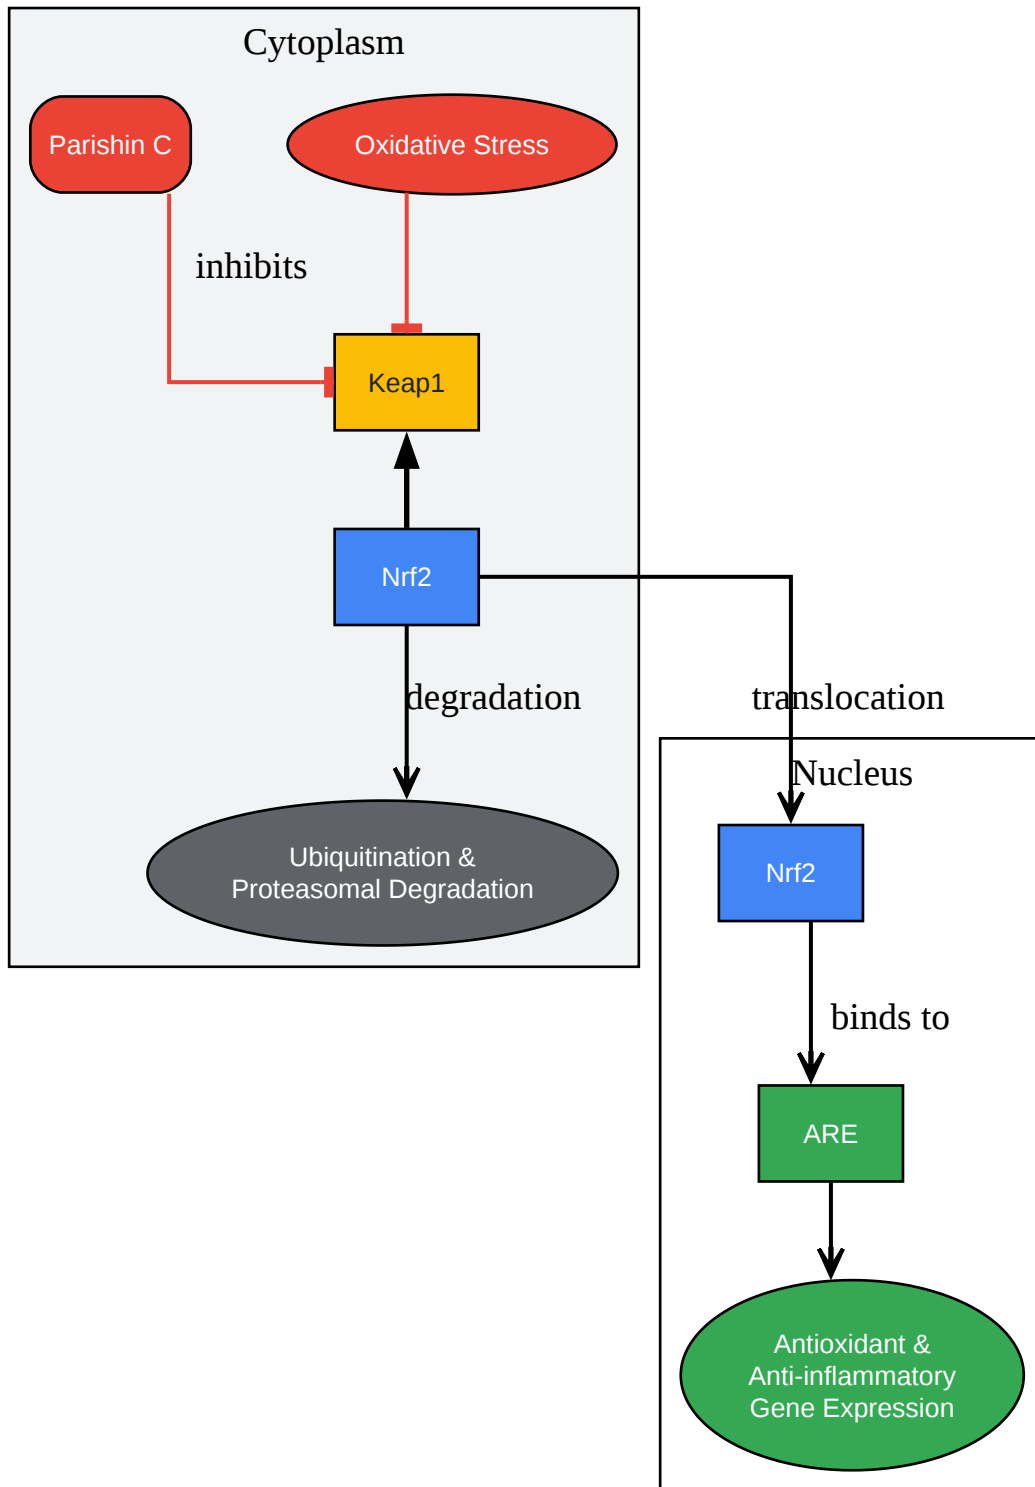 Cytoplasm
Parishin C
Oxidative Stress
inhibits
Keap1
Nrf2
degradation
translocation
Nucleus
Ubiquitination &
Proteasomal Degradation
Nrf2
binds to
ARE
Antioxidant &
Anti-inflammatory
Gene Expression